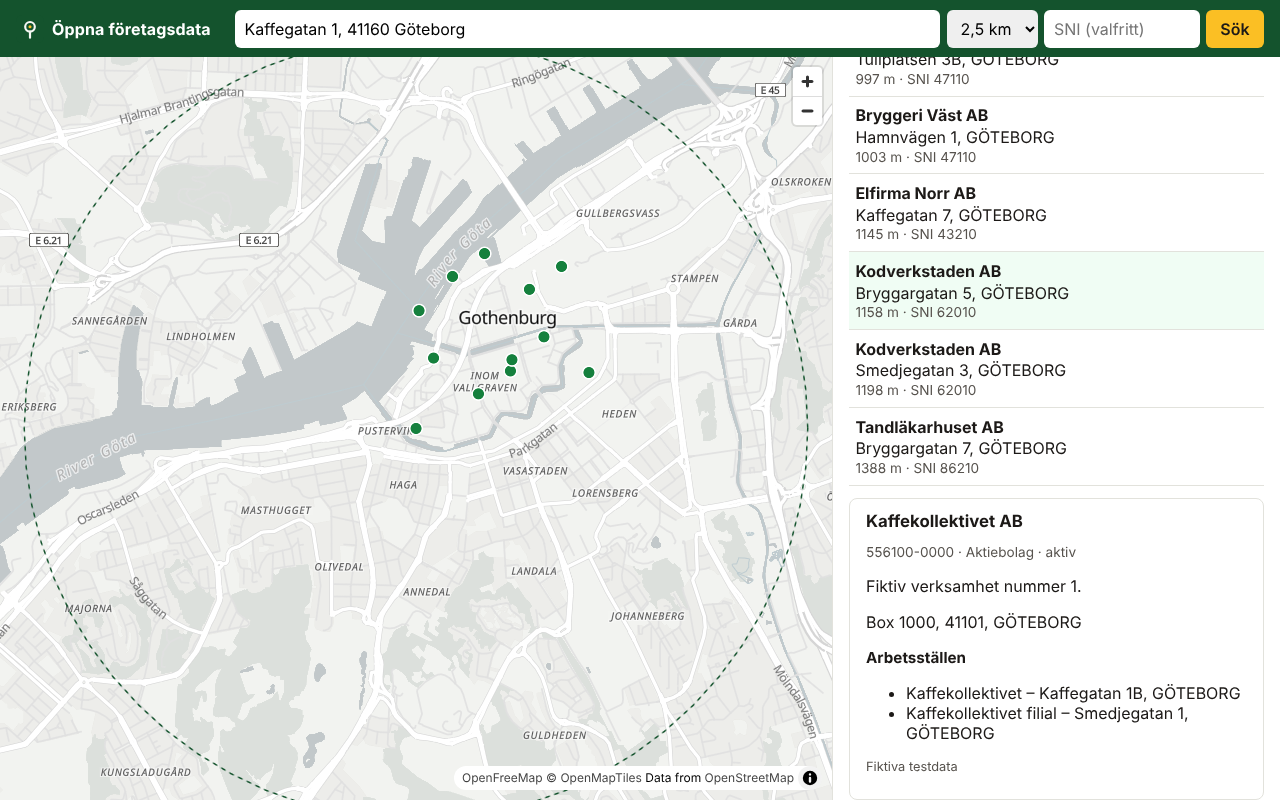 Öppna företagsdata
Kaffegatan 1, 41160 Göteborg
2,5 km
SNI (valfritt)
Sök
Ringögatan
Hjalmar Brantingsgatan
E 45
OLSKROKEN
GULLBERGSVASS
E 6.21
E 6.21
River Göta
STAMPEN
SANNEGÅRDEN
LINDHOLMEN
Gothenburg
GÅRDA
INOM
VALLGRAVEN
ERIKSBERG
HEDEN
River Göta
Parkgatan
VASASTADEN
HAGA
LORENSBERG
Oscarsleden
MASTHUGGET
OLIVEDAL
LANDALA
Såggatan
ANNEDAL
MAJORNA
JOHANNEBERG
Mölndalsvägen
GULDHEDEN
KUNGSLADUGÅRD
OpenFreeMap © OpenMapTiles Data from OpenStreetMap
Tulipiatsen 3B, GÖTEBORG
997 m · SNI 47110
Bryggeri Väst AB
Hamnvägen 1, GÖTEBORG
1003 m · SNI 47110
Elfirma Norr AB
Kaffegatan 7, GÖTEBORG
1145 m · SNI 43210
Kodverkstaden AB
Bryggargatan 5, GÖTEBORG
1158 m · SNI 62010
Kodverkstaden AB
Smedjegatan 3, GÖTEBORG
1198 m · SNI 62010
Tandläkarhuset AB
Bryggargatan 7, GÖTEBORG
1388 m · SNI 86210
Kaffekollektivet AB
556100-0000 · Aktiebolag · aktiv
Fiktiv verksamhet nummer 1.
Box 1000, 41101, GÖTEBORG
Arbetsställen
• Kaffekollektivet – Kaffegatan 1B, GÖTEBORG
• Kaffekollektivet filial – Smedjegatan 1,
GÖTEBORG
Fiktiva testdata